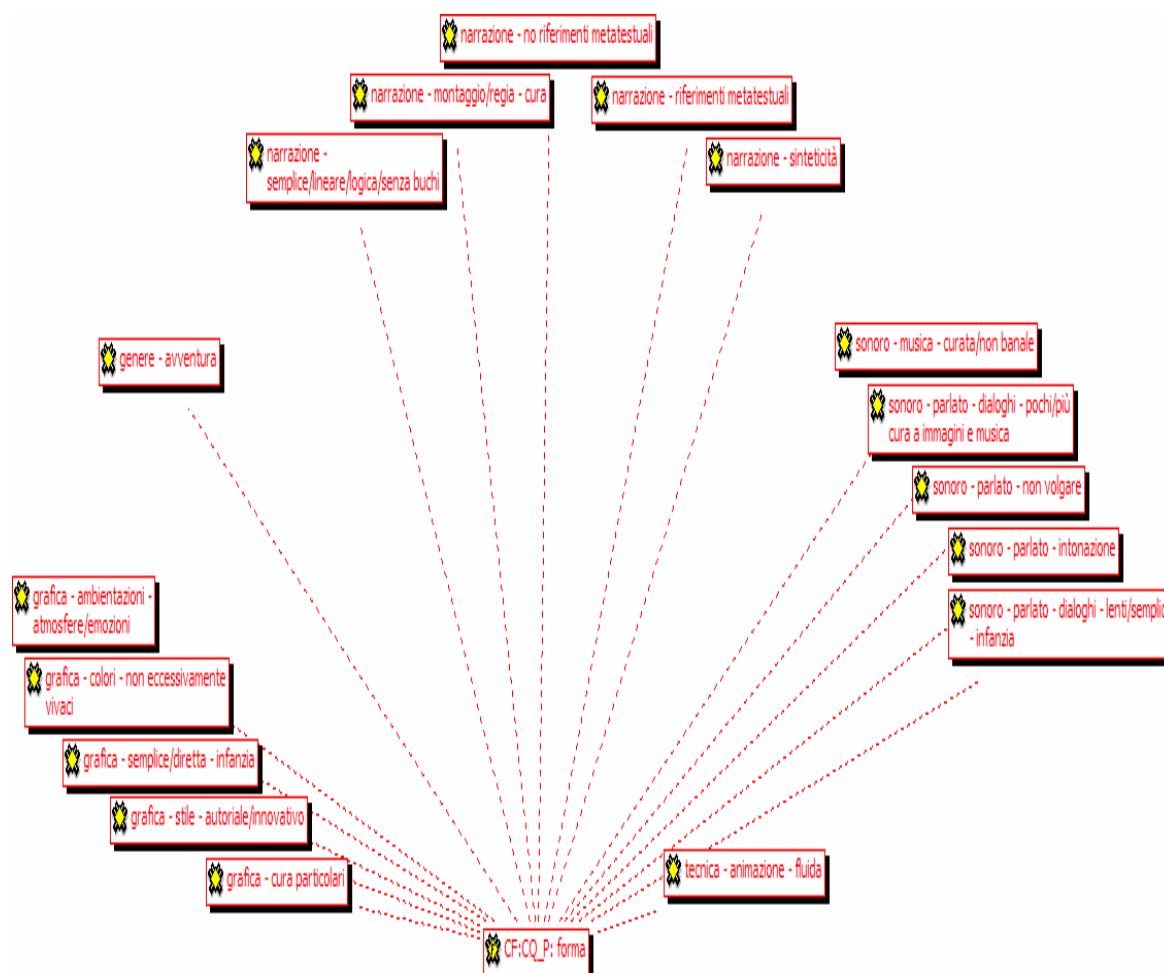 narrazione - no riferimenti metatestuali
narrazione - montaggio/regia - cura
narrazione - riferimenti metatestuali
narrazione -
semplice/lineare/logica/senza buchi
narrazione - sinteticità
genere - avventura
sonoro - musica - curata/non banale
sonoro - parlato - dialoghi - pochi/più
cura a immagini e musica
sonoro - parlato - non volgare
sonoro - parlato - intonazione
sonoro - parlato - dialoghi - lenti/semplic
- infanzia
grafica - ambientazioni -
atmosfere/emozioni
grafica - colori - non eccessivamente
vivaci
grafica - semplice/diretta - infanzia
grafica - stile - autoriale/innovativo
grafica - cura particolari
tecnica - animazione - fluida
CF:CQ_P: forma